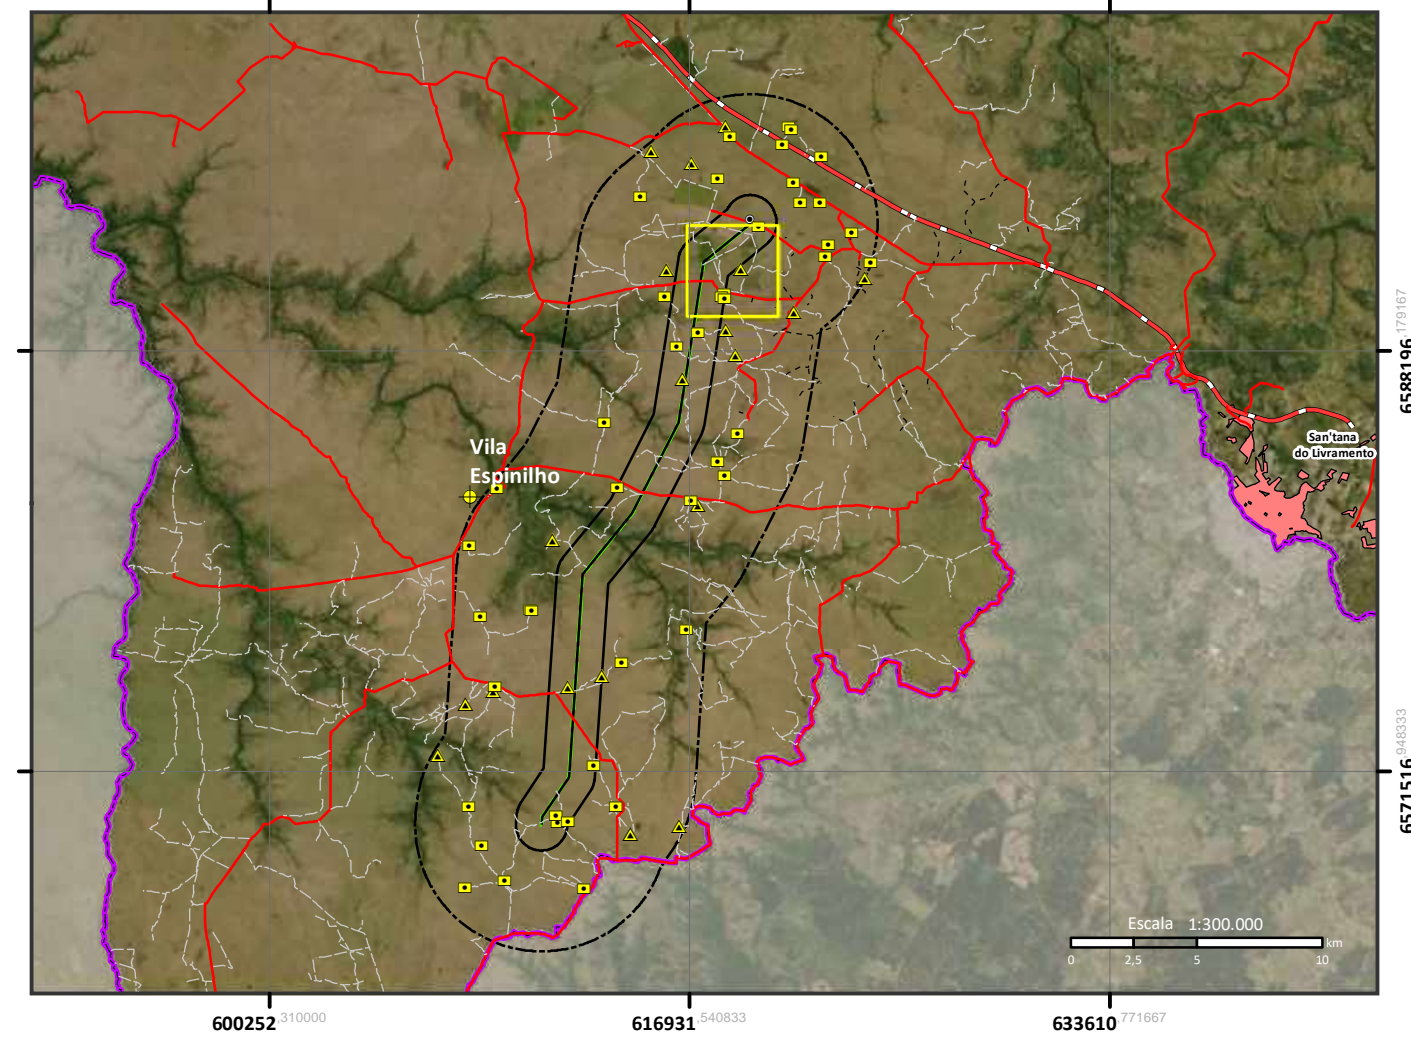 6588196,179167
Vila
Espinilho
San'tana
do Livramento
6571516,948333
Escala 1:300.000
km
0 2,5 5 10
600252,310000 616931,540833 633610,771667